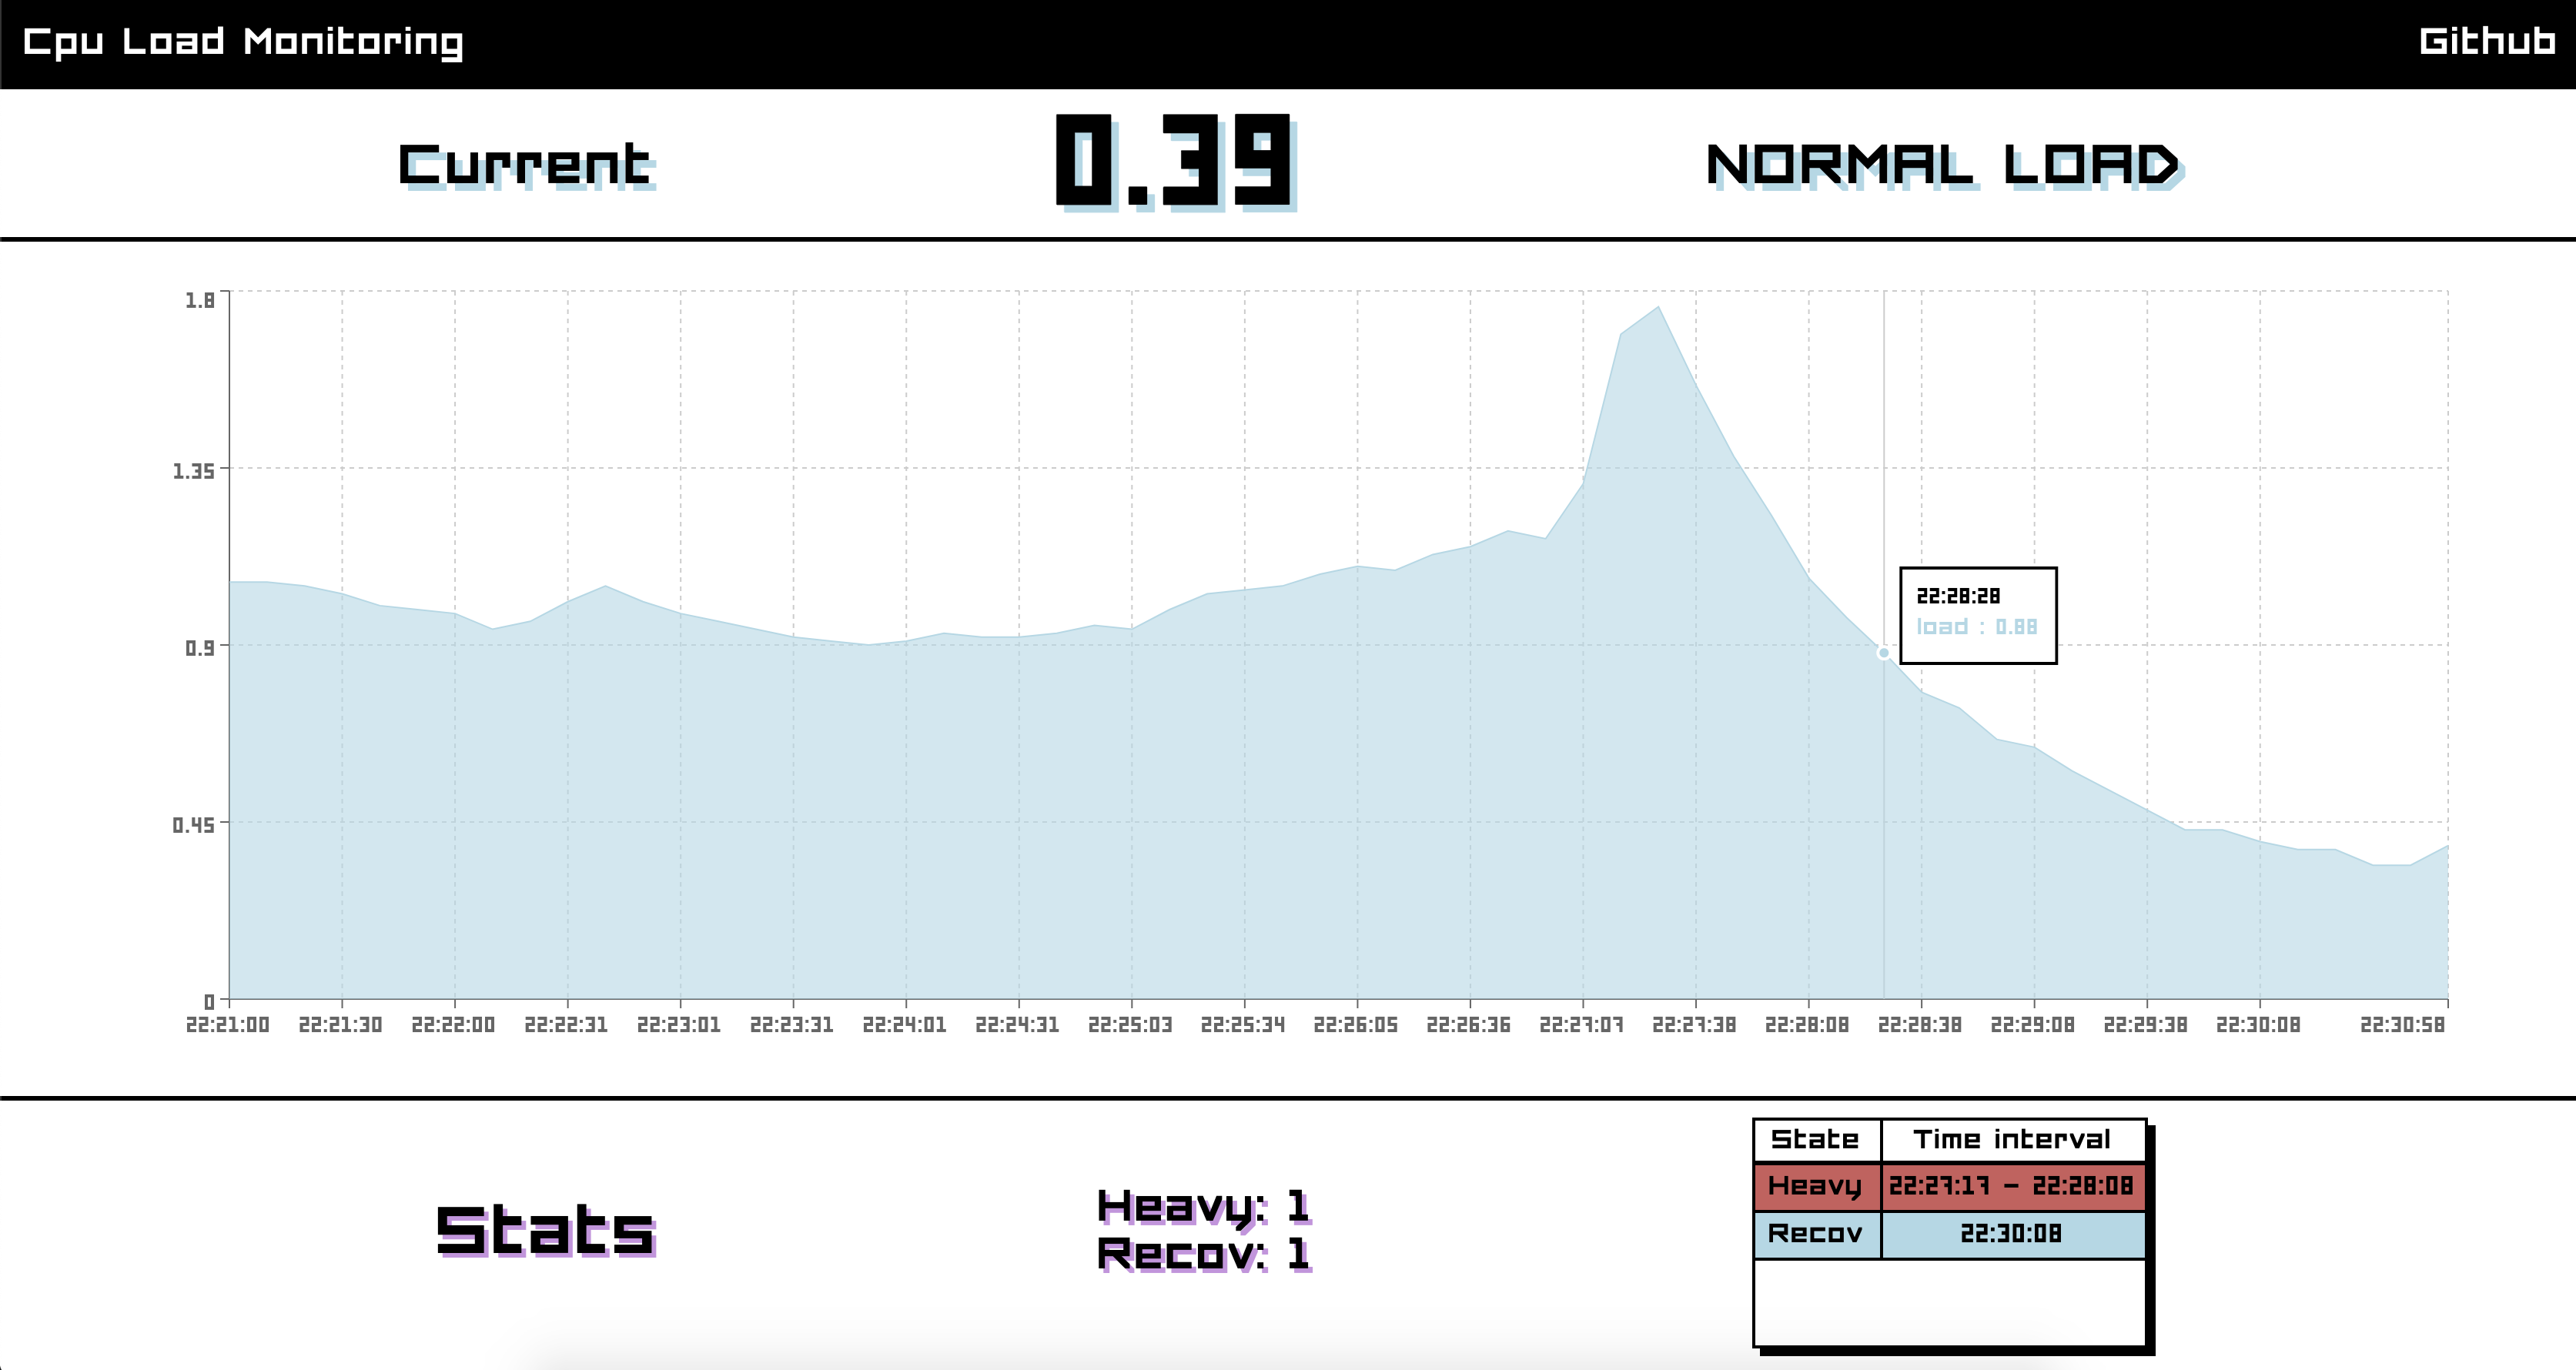 Cpu Load Monitoring
Github
Current
0.39
NORMAL LOAD
1.8
1.35
0.9
0.45
0
22:28:28
load : 0.88
22:21:00 22:21:30 22:22:00 22:22:31 22:23:01 22:23:31 22:24:01 22:24:31 22:25:03 22:25:34 22:26:05 22:26:36 22:27:07 22:27:38 22:28:08 22:28:38 22:29:08 22:29:38 22:30:08 22:30:58
Stats
Heavy: 1
Recov: 1
State Time interval
Heavy 22:27:17 - 22:28:08
Recov 22:30:08